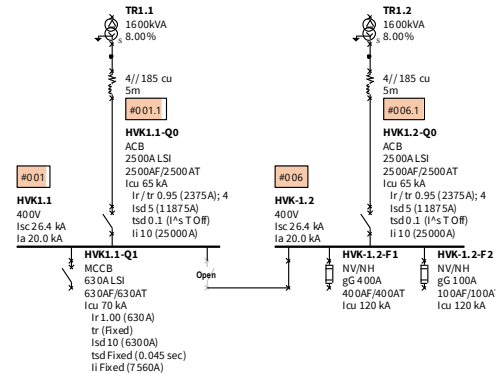 TR1.1
1600kVA
8.00%
S
4//185 cu
5m
#001.1
HVK1.1-Q0
ACB
2500A LSI
2500AF/2500AT
Icu 65 kA
Ir/tr 0.95 (2375A); 4
Isd 5 (11875A)
tsd 0.1 (I^s T Off)
Ii 10 (25000A)
#001
HVK1.1
400V
Isc 26.4 kA
Ia 20.0 kA
HVK1.1-Q1
MCCB
630A LSI
630AF/630AT
Icu 70 kA
Ir 1.00 (630A)
tr (Fixed)
Isd 10 (6300A)
tsd Fixed (0.045 sec)
Ii Fixed (7560A)
Open
TR1.2
1600kVA
8.00%
S
4//185 cu
5m
#006.1
HVK1.2-Q0
ACB
2500A LSI
2500AF/2500AT
Icu 65 kA
Ir/tr 0.95 (2375A); 4
Isd 5 (11875A)
tsd 0.1 (I^s T Off)
Ii 10 (25000A)
#006
HVK-1.2
400V
Isc 26.4 kA
Ia 20.0 kA
HVK-1.2-F1
NV/NH
gG 400A
400AF/400AT
Icu 120 kA
HVK-1.2-F2
NV/NH
gG 100A
100AF/100AT
Icu 120 kA